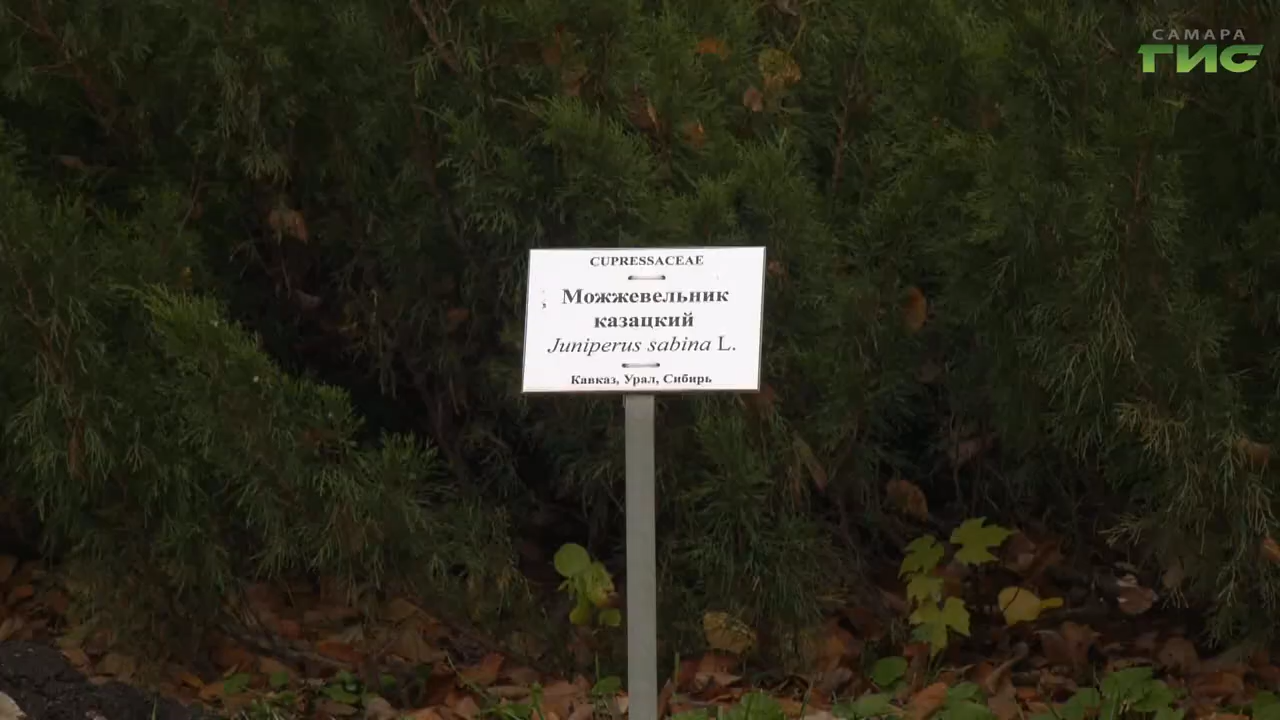 САМАРА
ГИС
CUPRESSACEAE
Можжевельник
казацкий
Juniperus sabina L.
Кавказ, Урал, Сибирь